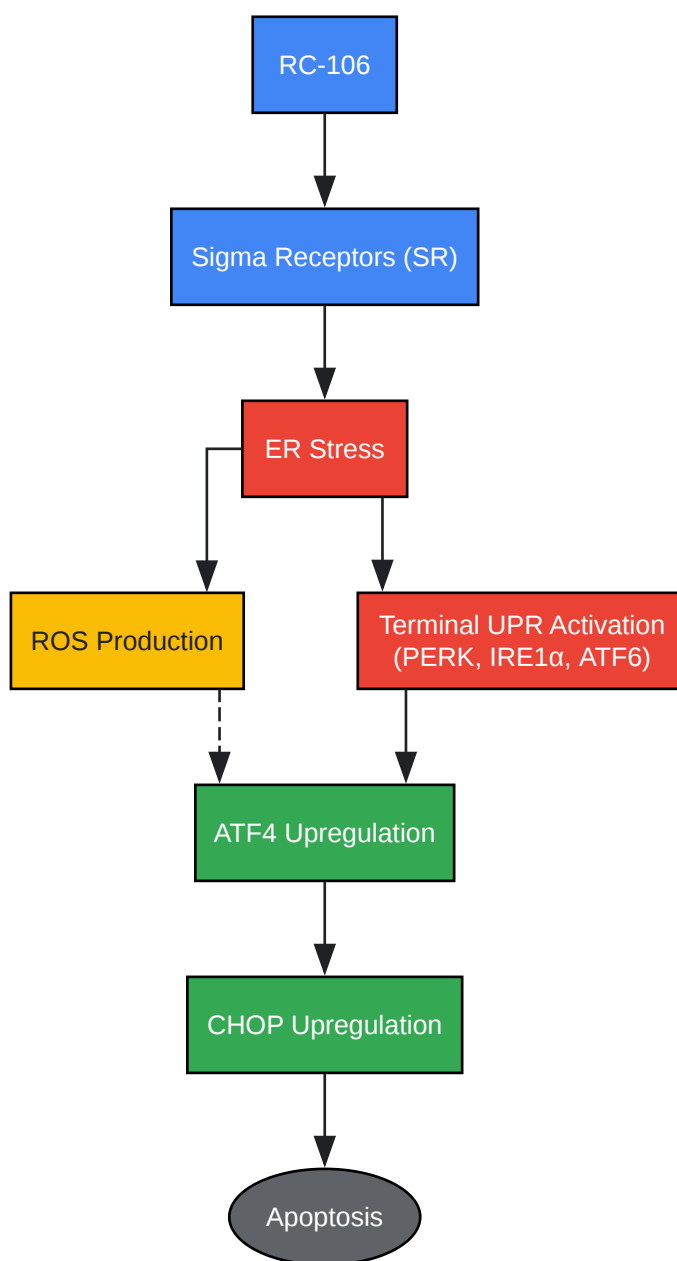 RC-106
Sigma Receptors (SR)
ER Stress
ROS Production
Terminal UPR Activation
(PERK, IRE1α, ATF6)
ATF4 Upregulation
CHOP Upregulation
Apoptosis